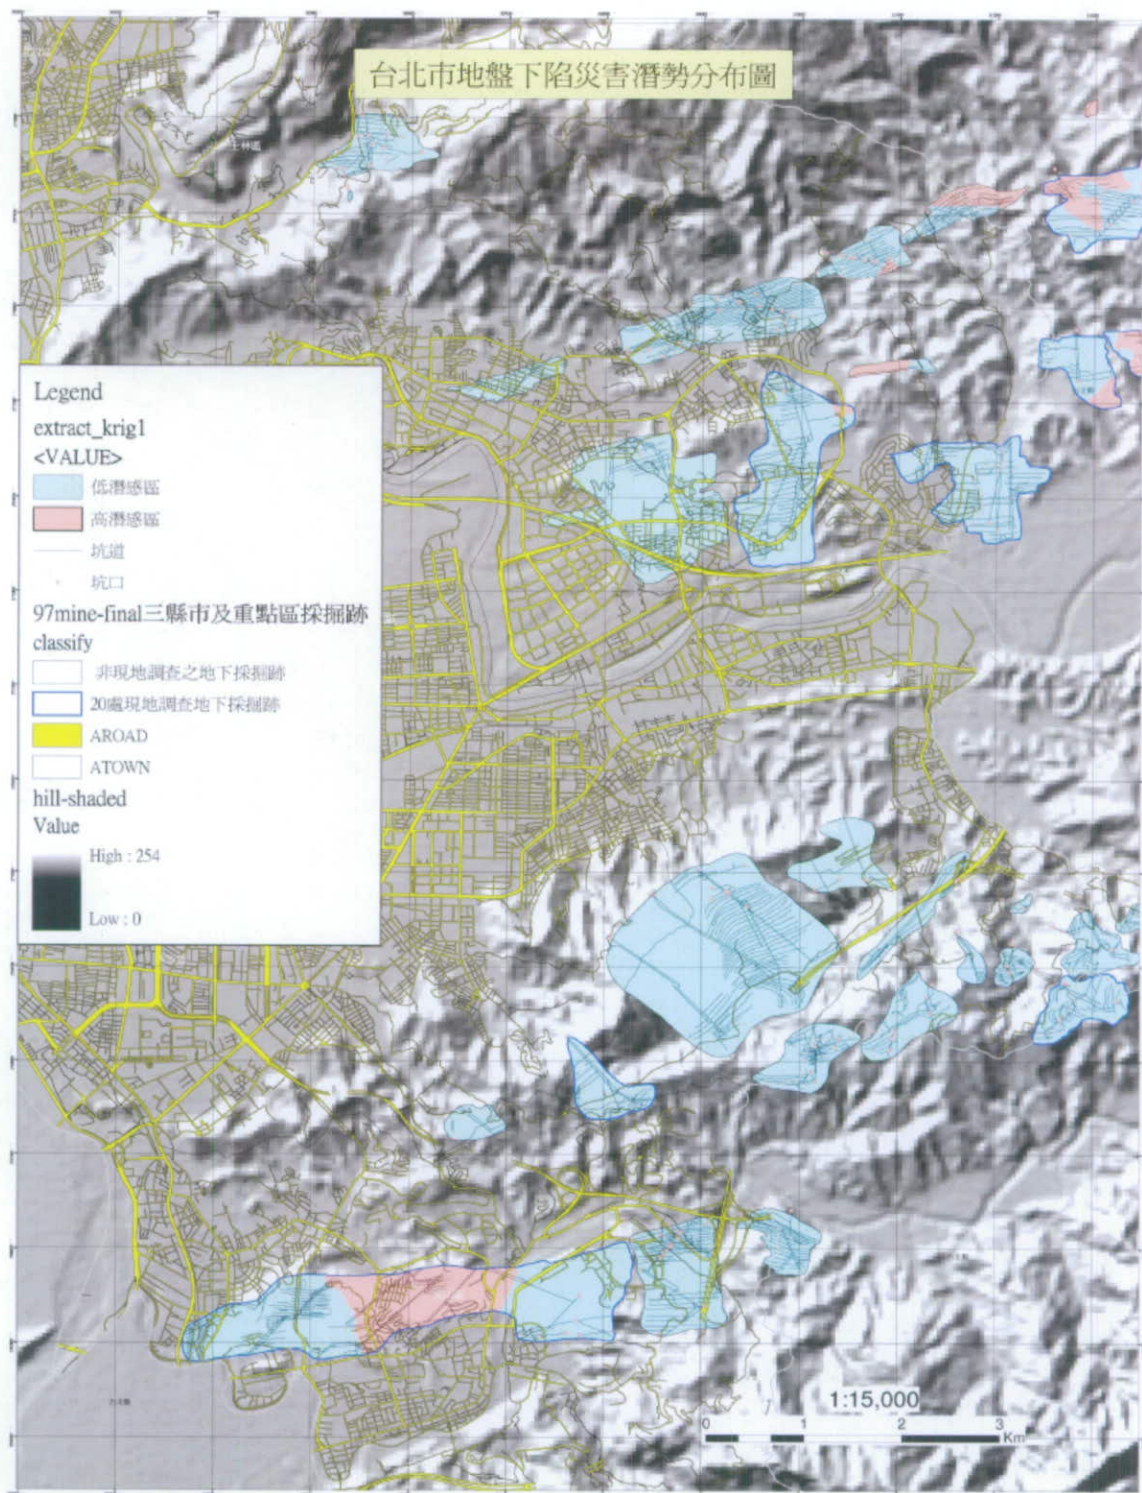 台北市地盤下陷災害潛勢分布圖
士林區
Legend
extract_krig1
<VALUE>
低潛感區
高潛感區
坑道
坑口
97mine-final三縣市及重點區採掘跡
classify
非現地調查之地下採掘跡
20處現地調查地下採掘跡
AROAD
ATOWN
hill-shaded
Value
High : 254
Low : 0
1:15,000
0 1 2 3
Km